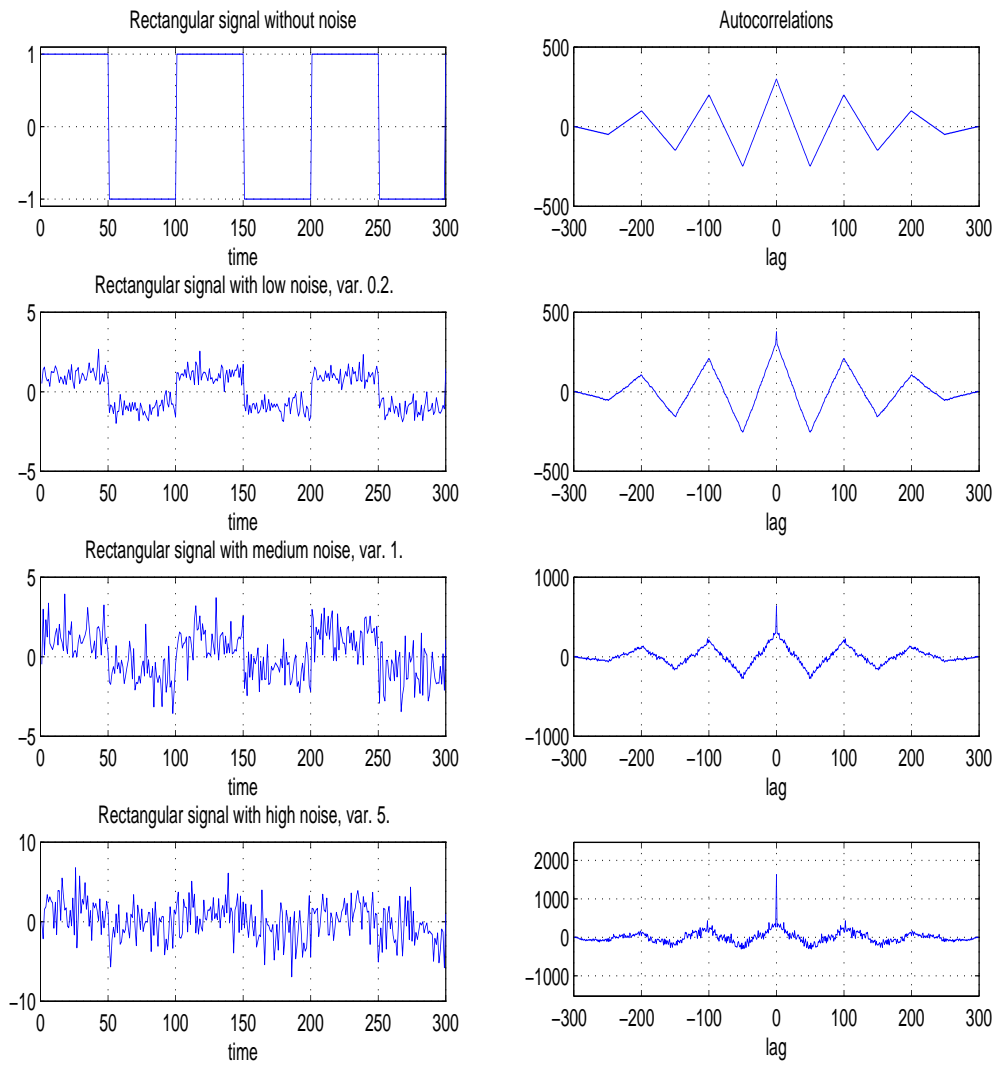 Rectangular signal without noise
1
0
−1
0 50 100 150 200 250 300
time
Autocorrelations
500
0
−500
−300 −200 −100 0 100 200 300
lag
Rectangular signal with low noise, var. 0.2.
5
0
−5
0 50 100 150 200 250 300
time
500
0
−500
−300 −200 −100 0 100 200 300
lag
Rectangular signal with medium noise, var. 1.
5
0
−5
0 50 100 150 200 250 300
time
1000
0
−1000
−300 −200 −100 0 100 200 300
lag
Rectangular signal with high noise, var. 5.
10
0
−10
0 50 100 150 200 250 300
time
2000
1000
0
−1000
−300 −200 −100 0 100 200 300
lag